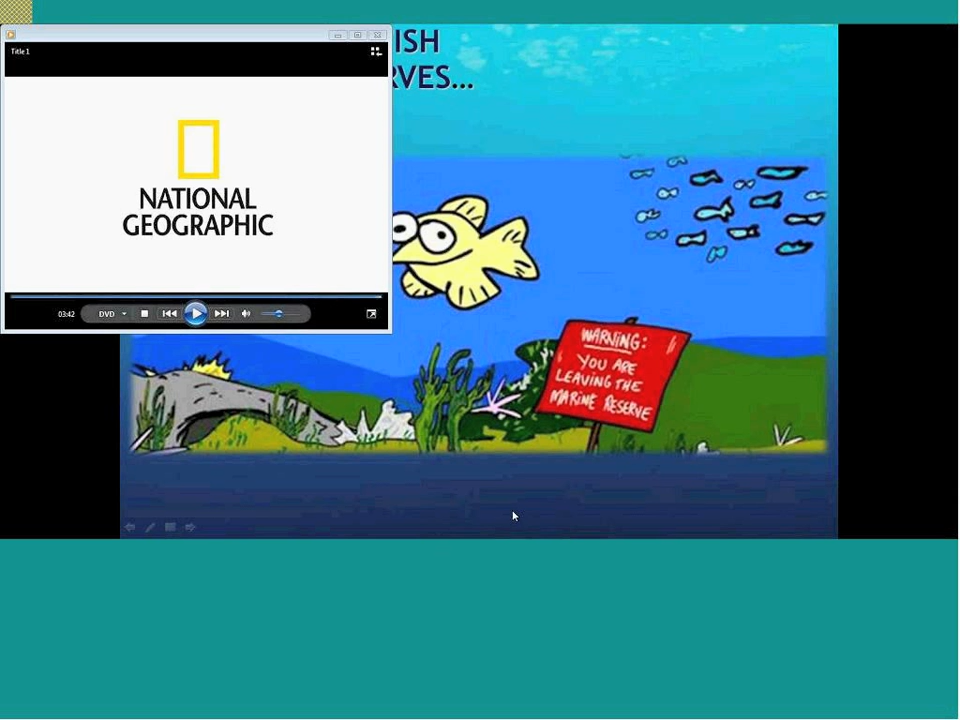 Title 1
NATIONAL
GEOGRAPHIC
03:42
DVD
ISH
RVES...
WARNING:
YOU ARE
LEAVING THE
MARINE RESERVE